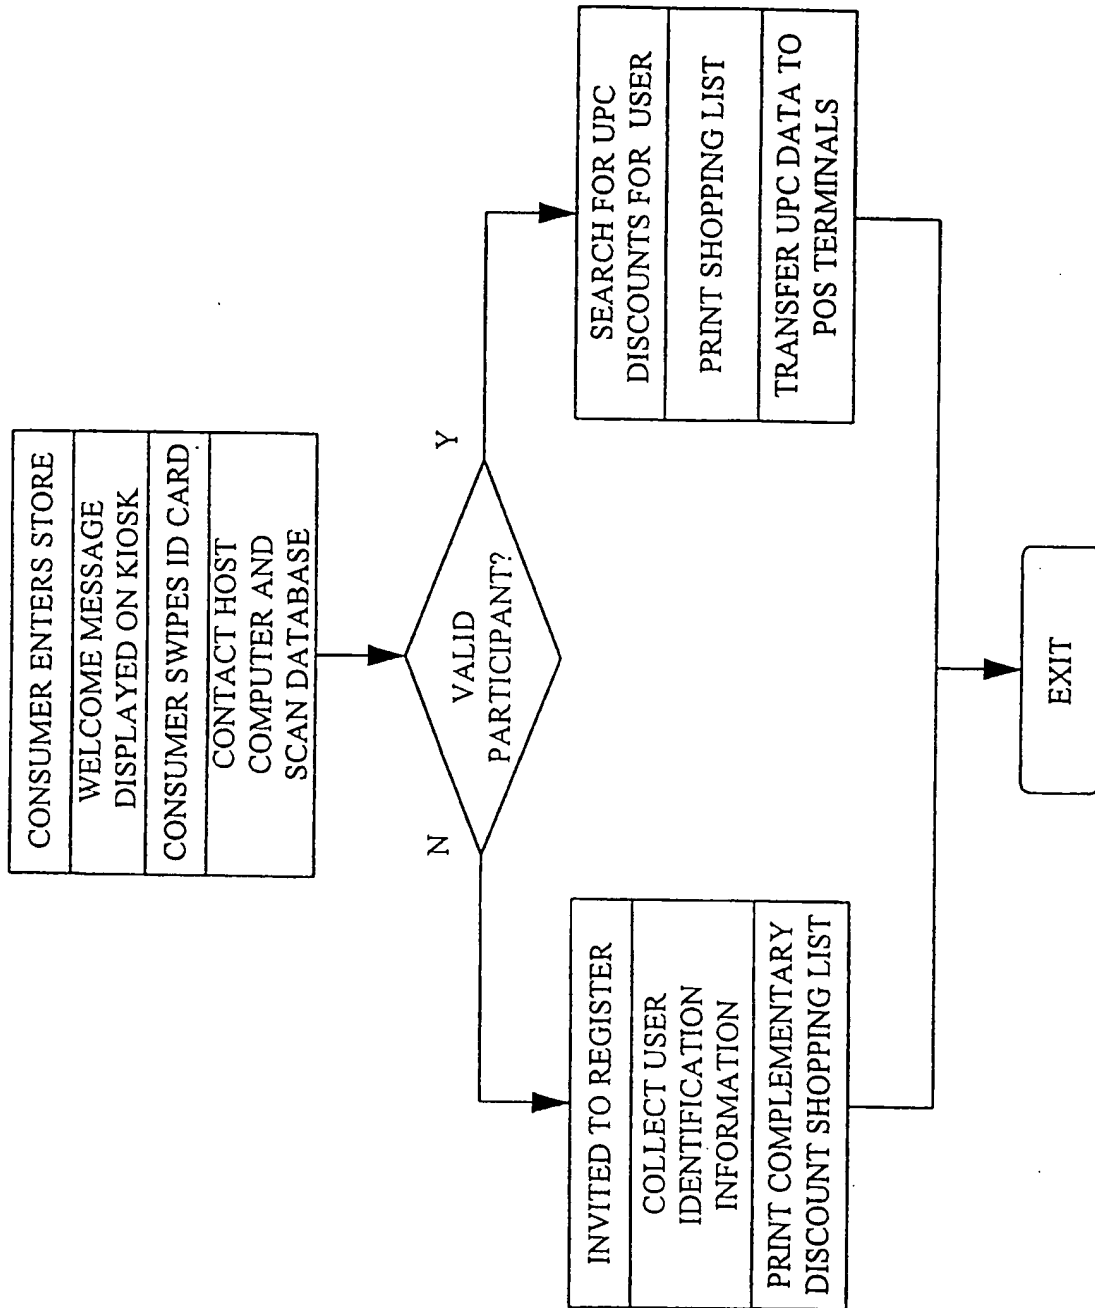 CONSUMER ENTERS STORE
WELCOME MESSAGE
DISPLAYED ON KIOSK
CONSUMER SWIPES ID CARD
CONTACT HOST
COMPUTER AND
SCAN DATABASE
VALID
PARTICIPANT?
N
Y
INVITED TO REGISTER
COLLECT USER
IDENTIFICATION
INFORMATION
PRINT COMPLEMENTARY
DISCOUNT SHOPPING LIST
SEARCH FOR UPC
DISCOUNTS FOR USER
PRINT SHOPPING LIST
TRANSFER UPC DATA TO
POS TERMINALS
EXIT